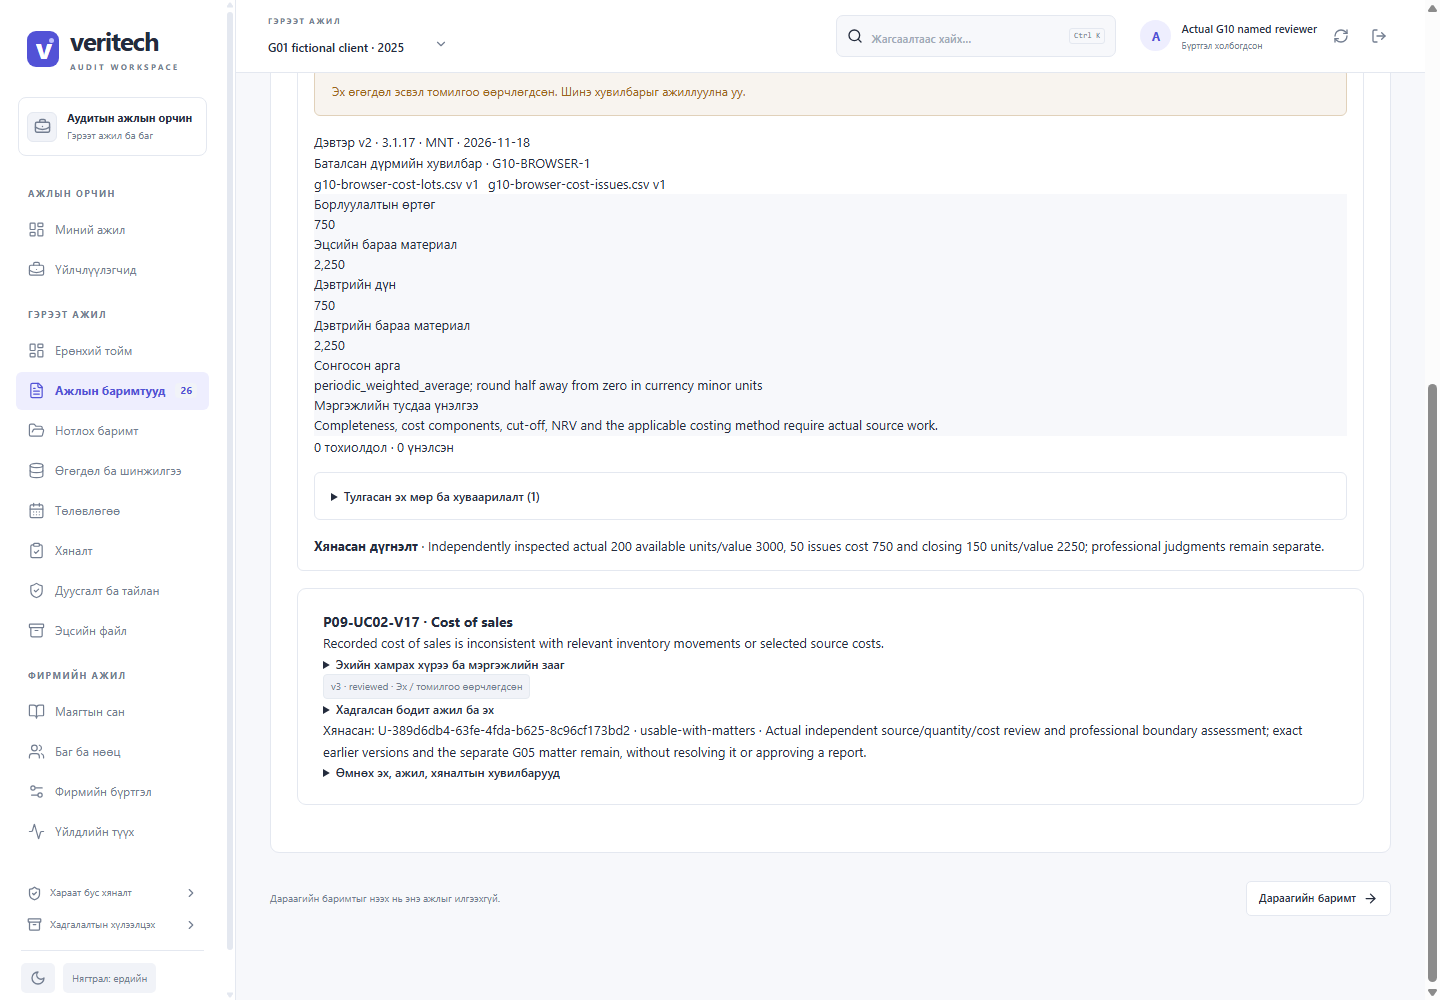 veritech
AUDIT WORKSPACE
Аудитын ажлын орчин
Гэрээт ажил ба баг
АЖЛЫН ОРЧИН
Миний ажил
Үйлчлүүлэгчид
ГЭРЭЭТ АЖИЛ
Ерөнхий тойм
Ажлын баримтууд 26
Нотлох баримт
Өгөгдөл ба шинжилгээ
Төлөвлөгөө
Хяналт
Дуусгалт ба тайлан
Эцсийн файл
ФИРМИЙН АЖИЛ
Маягтын сан
Баг ба нөөц
Фирмийн бүртгэл
Үйлдлийн түүх
Хараат бус хяналт
Хадгалалтын хүлээлцэх
Нягтрал: ердийн
ГЭРЭЭТ АЖИЛ
G01 fictional client · 2025
Жагсаалтаас хайх...
Ctrl K
A
Actual G10 named reviewer
Бүртгэл холбогдсон
Эх өгөгдөл эсвэл томилгоо өөрчлөгдсөн. Шинэ хувилбарыг ажиллуулна уу.
Дэвтэр v2 · 3.1.17 · MNT · 2026-11-18
Баталсан дүрмийн хувилбар · G10-BROWSER-1
g10-browser-cost-lots.csv v1 g10-browser-cost-issues.csv v1
Борлуулалтын өртөг
750
Эцсийн бараа материал
2,250
Дэвтрийн дүн
750
Дэвтрийн бараа материал
2,250
Сонгосон арга
periodic_weighted_average; round half away from zero in currency minor units
Мэргэжлийн тусдаа үнэлгээ
Completeness, cost components, cut-off, NRV and the applicable costing method require actual source work.
0 тохиолдол · 0 үнэлсэн
Тулгасан эх мөр ба хуваарилалт (1)
Хянасан дүгнэлт · Independently inspected actual 200 available units/value 3000, 50 issues cost 750 and closing 150 units/value 2250; professional judgments remain separate.
P09-UC02-V17 · Cost of sales
Recorded cost of sales is inconsistent with relevant inventory movements or selected source costs.
Эхийн хамрах хүрээ ба мэргэжлийн зааг
v3 · reviewed · Эх / томилгоо өөрчлөгдсөн
Хадгалсан бодит ажил ба эх
Хянасан: U-389d6db4-63fe-4fda-b625-8c96cf173bd2 · usable-with-matters · Actual independent source/quantity/cost review and professional boundary assessment; exact
earlier versions and the separate G05 matter remain, without resolving it or approving a report.
Өмнөх эх, ажил, хяналтын хувилбарууд
Дараагийн баримтыг нээх нь энэ ажлыг илгээхгүй.
Дараагийн баримт